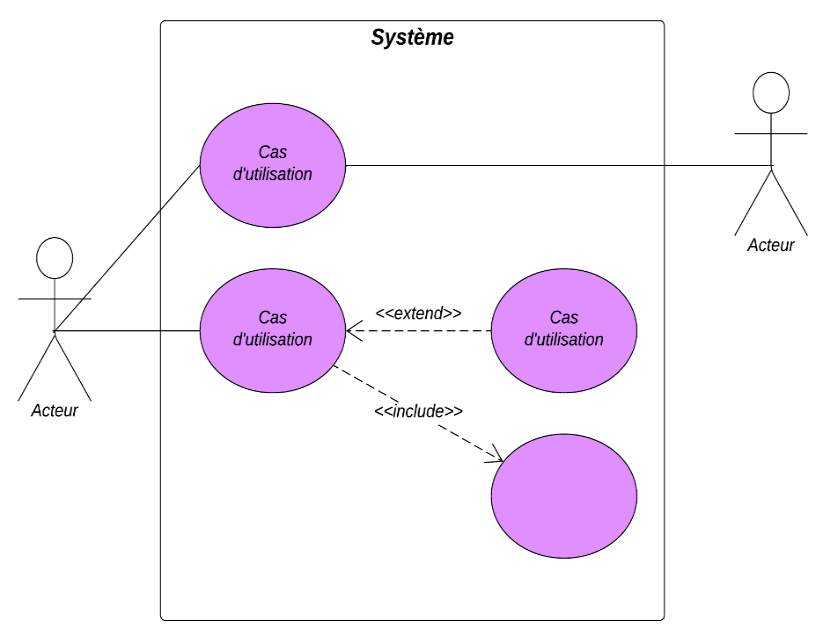 Système
Cas
d'utilisation
Acteur
Cas
d'utilisation
<<extend>>
Cas
d'utilisation
Acteur
<<include>>